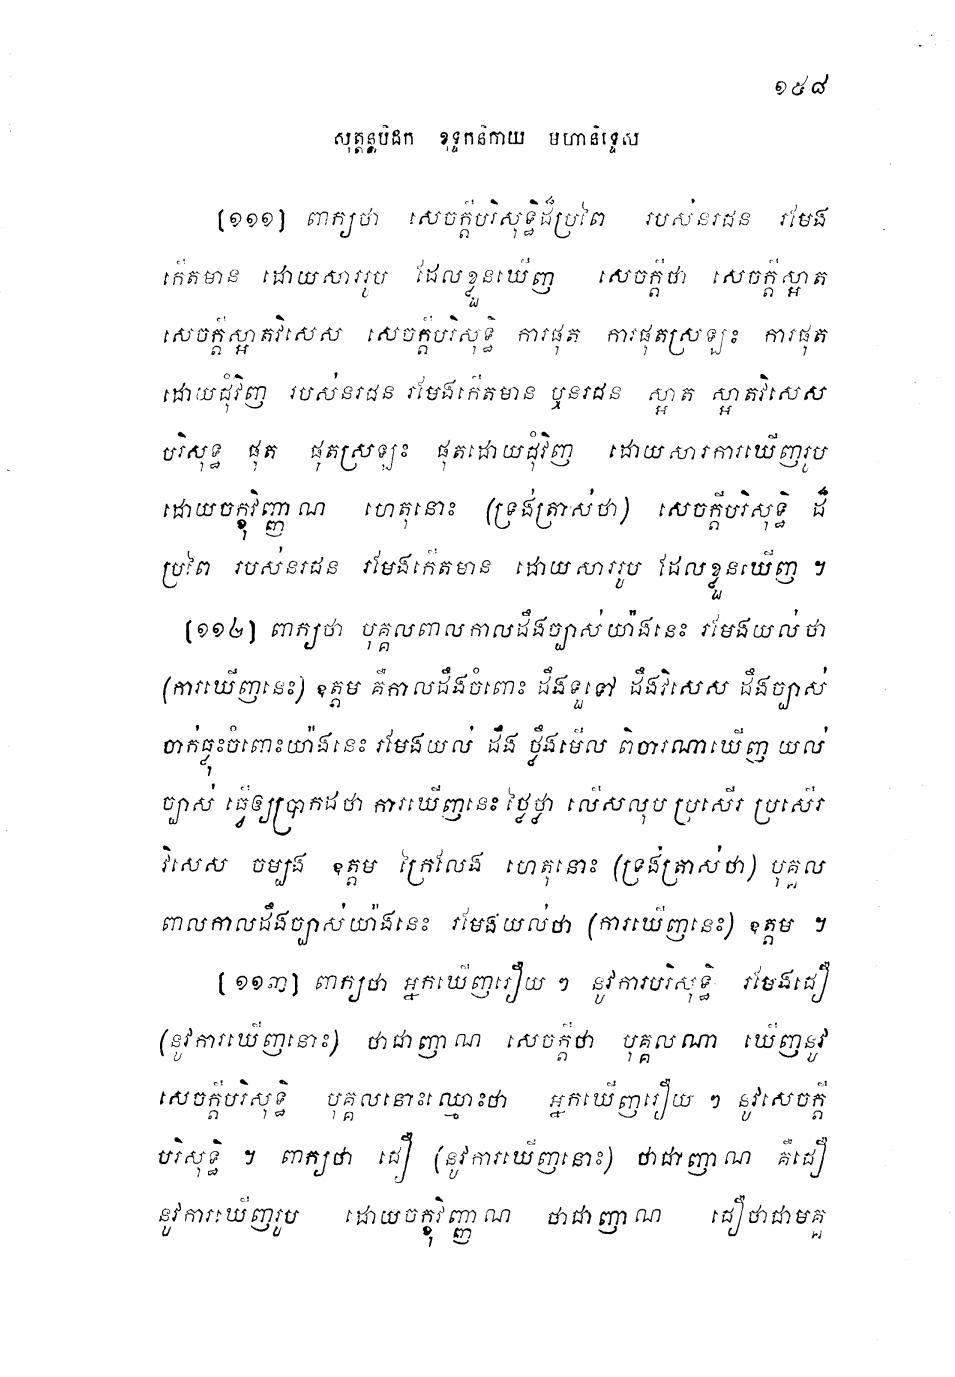 ១៥៨
សុត្តន្តបិដក ខុទ្ទកនិកាយ មហានិទ្ទេស
[១១១] ពាក្យថា សេចក្តីបរិសុទ្ធិដ៏ប្រពៃ របស់នរជន រមែង
កើតមាន ដោយសាររូប ដែលខ្លួនឃើញ សេចក្តីថា សេចក្តីស្អាត
សេចក្តីស្អាតវិសេស សេចក្តីបរិសុទ្ធិ ការផុត ការផុតស្រឡះ ការផុត
ដោយជុំវិញ របស់នរជន រមែងកើតមាន ឬនរជន ស្អាត ស្អាតវិសេស
បរិសុទ្ធ ផុត ផុតស្រឡះ ផុតដោយជុំវិញ ដោយសារការឃើញរូប
ដោយចក្ខុវិញ្ញាណ ហេតុនោះ (ទ្រង់ត្រាស់ថា) សេចក្តីបរិសុទ្ធិ ដ៏
ប្រពៃ របស់នរជន រមែងកើតមាន ដោយសាររូប ដែលខ្លួនឃើញ ។
[១១២] ពាក្យថា បុគ្គលពាលកាលដឹងច្បាស់យ៉ាងនេះ រមែងយល់ថា
(ការឃើញនេះ) ឧត្តម គឺកាលដឹងចំពោះ ដឹងទួទៅ ដឹងវិសេស ដឹងច្បាស់
ចាក់ធ្លុះចំពោះយ៉ាងនេះ រមែងយល់ ដឹង ថ្លឹងមើល ពិចារណាឃើញ យល់
ច្បាស់ ធ្វើឲ្យប្រាកដថា ការឃើញនេះ ថ្លៃថ្លា លើសលុប ប្រសើរ ប្រសើរ
វិសេស ចម្បង ឧត្តម ក្រៃលែង ហេតុនោះ (ទ្រង់ត្រាស់ថា) បុគ្គល
ពាលកាលដឹងច្បាស់យ៉ាងនេះ រមែងយល់ថា (ការឃើញនេះ) ឧត្តម ។
[១១៣] ពាក្យថា អ្នកឃើញរឿយ ៗ នូវការបរិសុទ្ធិ រមែងជឿ
(នូវការឃើញនោះ) ថាជាញាណ សេចក្តីថា បុគ្គលណា ឃើញនូវ
សេចក្តីបរិសុទ្ធិ បុគ្គលនោះឈ្មោះថា អ្នកឃើញរឿយ ៗ នូវសេចក្តី
បរិសុទ្ធិ ។ ពាក្យថា ជឿ (នូវការឃើញនោះ) ថាជាញាណ គឺជឿ
នូវការឃើញរូប ដោយចក្ខុវិញ្ញាណ ថាជាញាណ ជឿថាជាមគ្គ